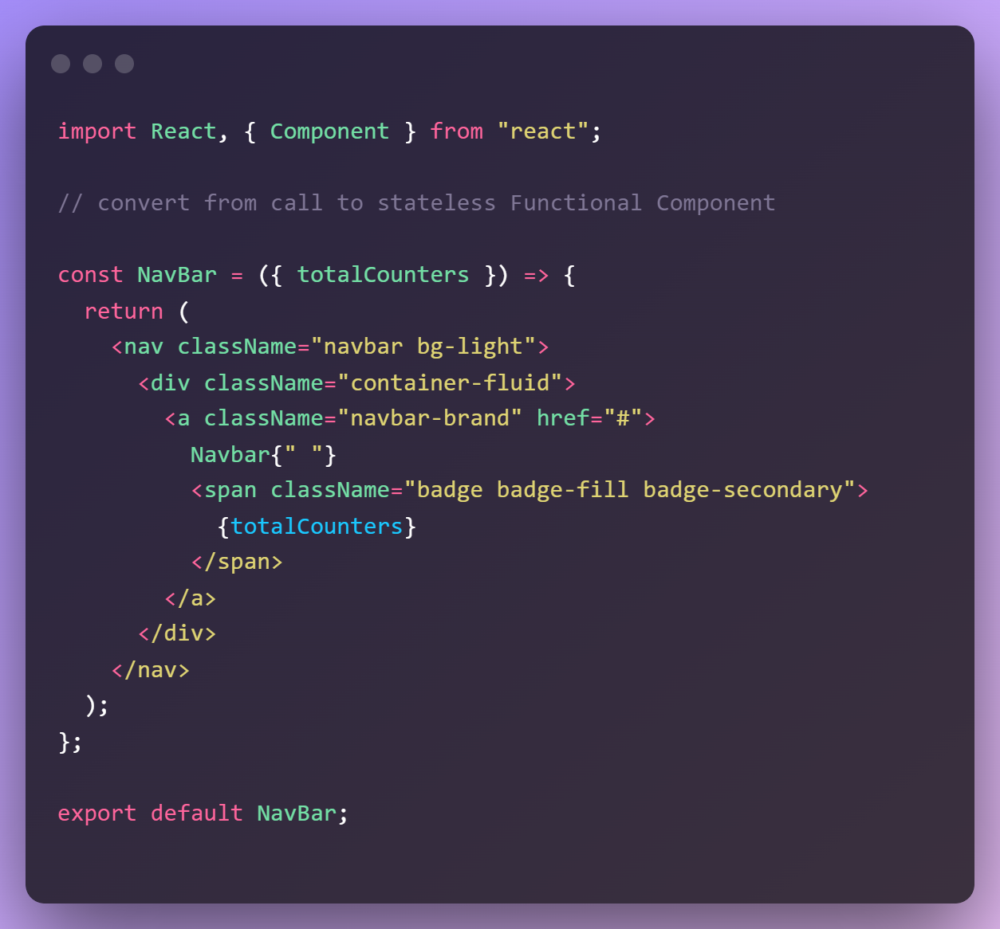 import React, { Component } from "react";
// convert from call to stateless Functional Component
const NavBar = ({ totalCounters }) => {
  return (
    <nav className="navbar bg-light">
      <div className="container-fluid">
        <a className="navbar-brand" href="#">
          Navbar{" "}
          <span className="badge badge-fill badge-secondary">
            {totalCounters}
          </span>
        </a>
      </div>
    </nav>
  );
};
export default NavBar;